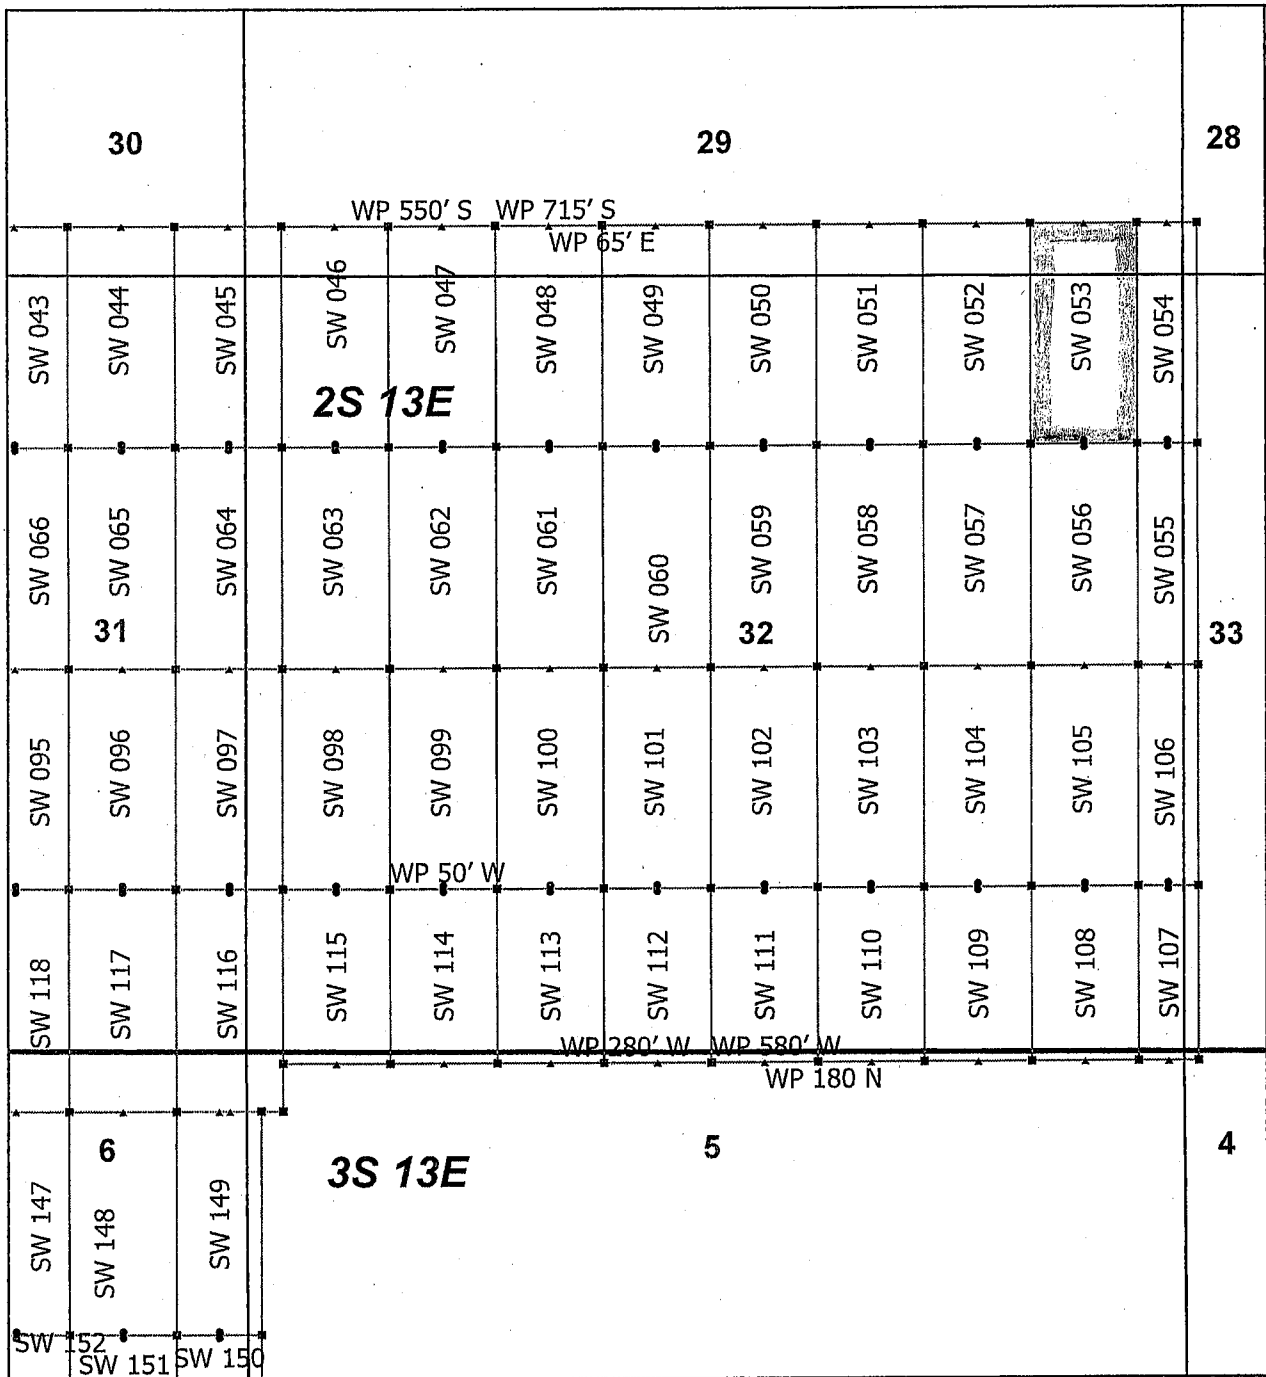 30
29
28
WP 550' S
WP 715' S
WP 65' E
SW 043
SW 044
SW 045
SW 046
SW 047
SW 048
SW 049
SW 050
SW 051
SW 052
SW 053
SW 054
2S 13E
SW 066
SW 065
SW 064
SW 063
SW 062
SW 061
SW 060
SW 059
SW 058
SW 057
SW 056
SW 055
31
32
33
SW 095
SW 096
SW 097
SW 098
SW 099
SW 100
SW 101
SW 102
SW 103
SW 104
SW 105
SW 106
WP 50' W
SW 118
SW 117
SW 116
SW 115
SW 114
SW 113
SW 112
SW 111
SW 110
SW 109
SW 108
SW 107
WP 280' W
WP 580' W
WP 180 N
6
5
4
3S 13E
SW 147
SW 148
SW 149
SW 152
SW 151
SW 150